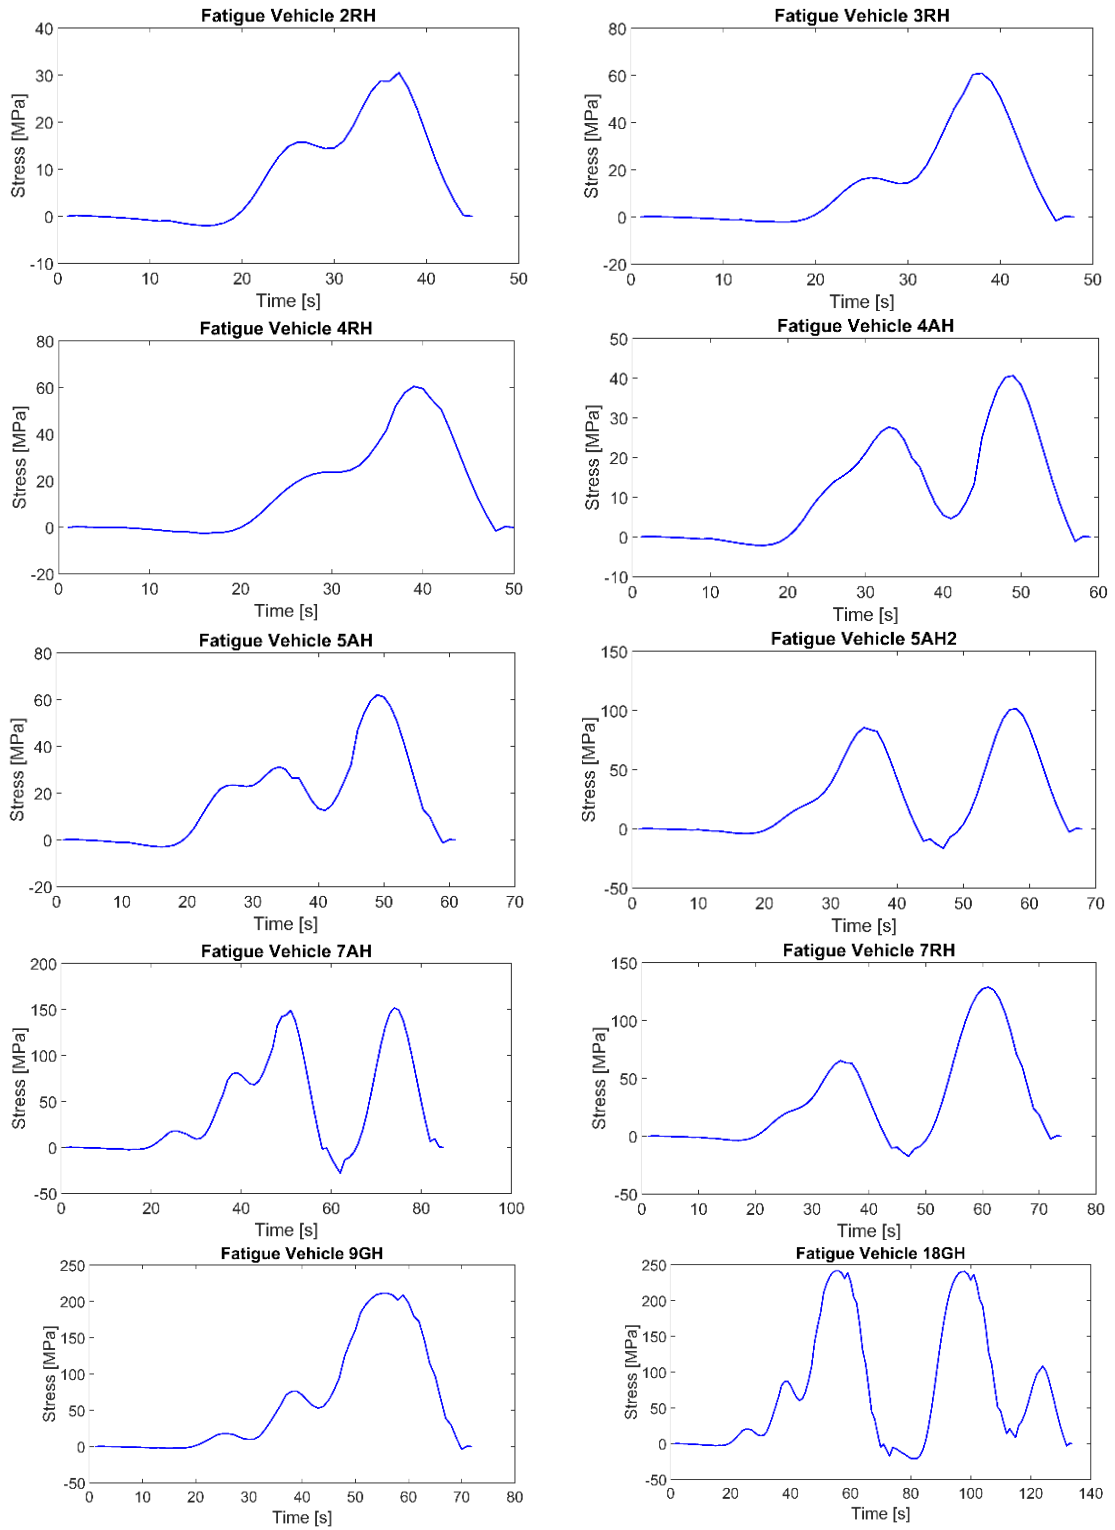 Fatigue Vehicle 2RH
40
30
20
10
0
-10
Stress [MPa]
0 10 20 30 40 50
Time [s]
Fatigue Vehicle 3RH
80
60
40
20
0
-20
Stress [MPa]
0 10 20 30 40 50
Time [s]
Fatigue Vehicle 4RH
80
60
40
20
0
-20
Stress [MPa]
0 10 20 30 40 50
Time [s]
Fatigue Vehicle 4AH
50
40
30
20
10
0
-10
Stress [MPa]
0 10 20 30 40 50 60
Time [s]
Fatigue Vehicle 5AH
80
60
40
20
0
-20
Stress [MPa]
0 10 20 30 40 50 60 70
Time [s]
Fatigue Vehicle 5AH2
150
100
50
0
-50
Stress [MPa]
0 10 20 30 40 50 60 70
Time [s]
Fatigue Vehicle 7AH
200
150
100
50
0
-50
Stress [MPa]
0 20 40 60 80 100
Time [s]
Fatigue Vehicle 7RH
150
100
50
0
-50
Stress [MPa]
0 20 40 60 80
Time [s]
Fatigue Vehicle 9GH
250
200
150
100
50
0
-50
Stress [MPa]
0 10 20 30 40 50 60 70 80
Time [s]
Fatigue Vehicle 18GH
250
200
150
100
50
0
-50
Stress [MPa]
0 20 40 60 80 100 120 140
Time [s]